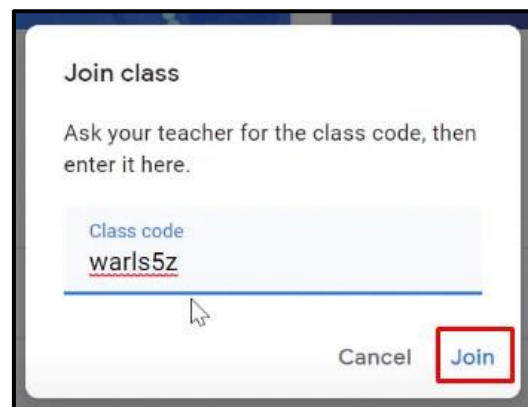 Join class
Ask your teacher for the class code, then
enter it here.
Class code
warls5z
Cancel Join